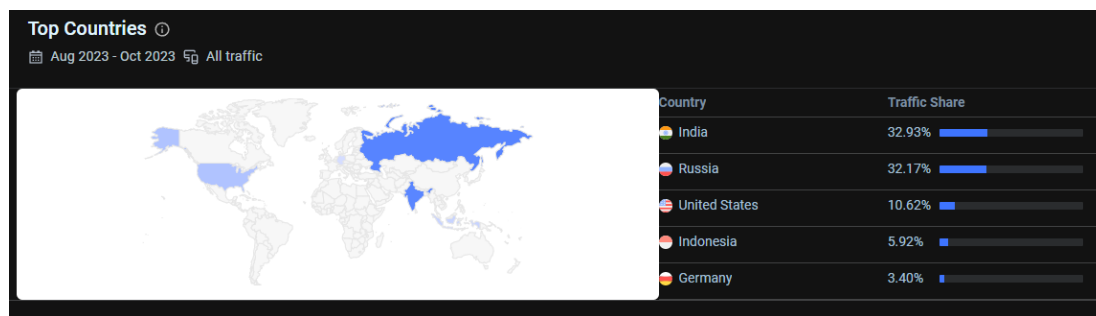 Top Countries
Aug 2023 - Oct 2023 All traffic
Country Traffic Share
India 32.93%
Russia 32.17%
United States 10.62%
Indonesia 5.92%
Germany 3.40%